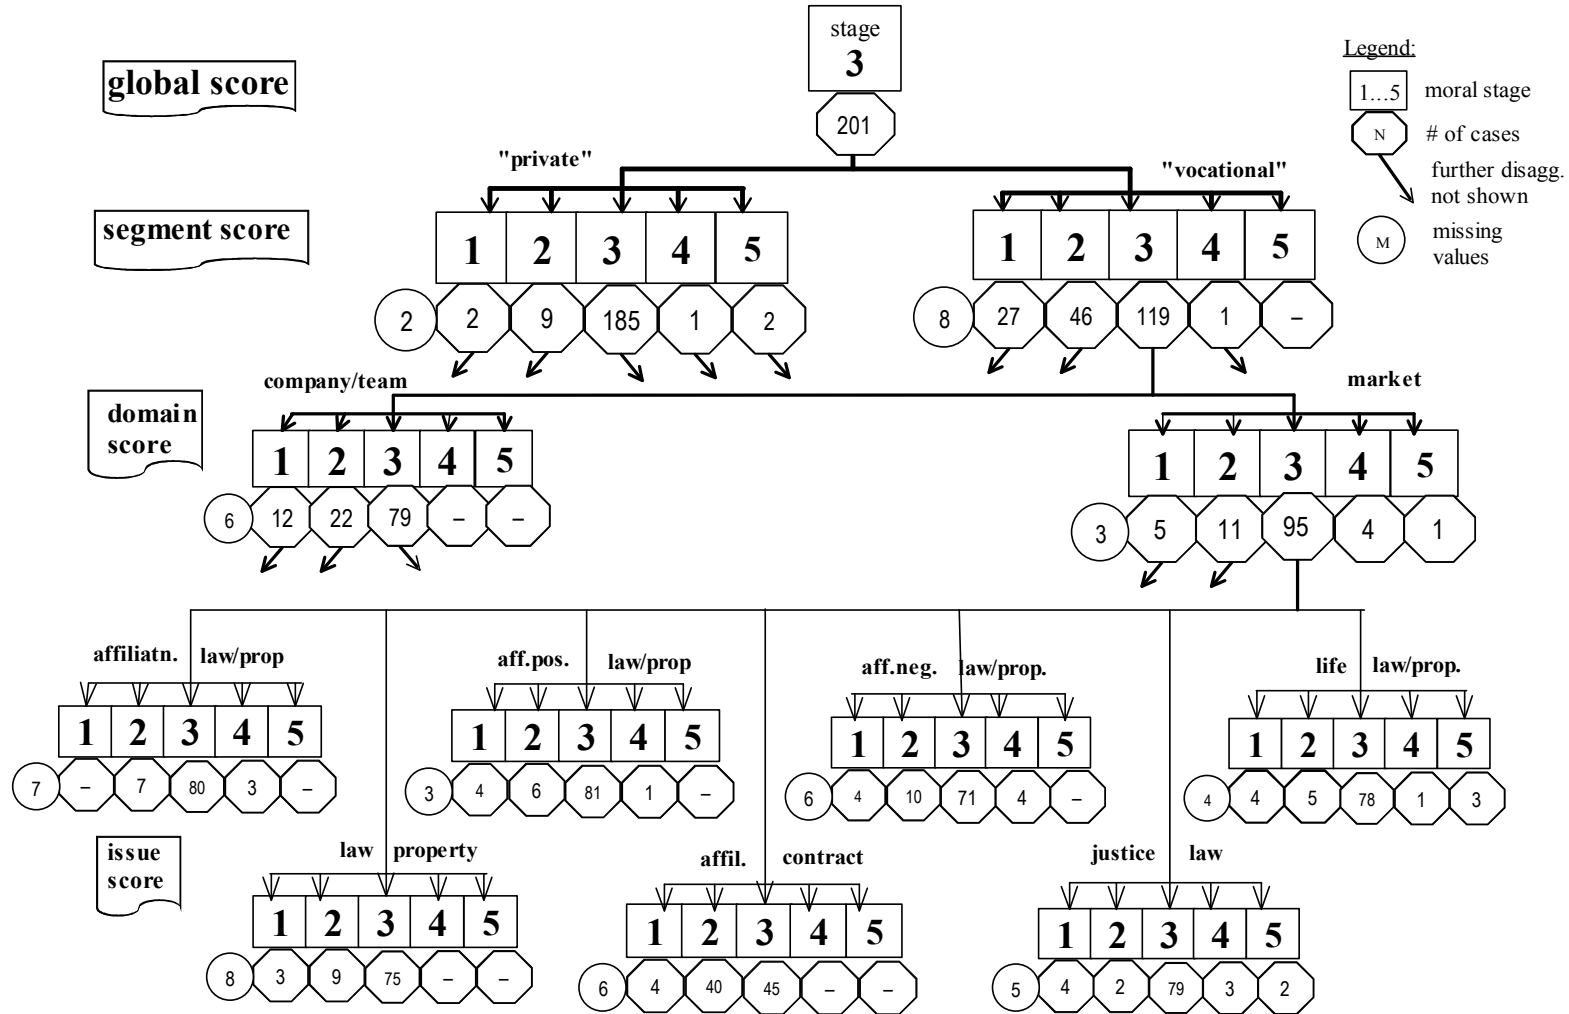 stage
3
201
global score
Legend:
1...5 moral stage
N # of cases
further disagg.
not shown
M missing
values
"private" "vocational"
segment score
1 2 3 4 5
1 2 3 4 5
2 2 9 185 1 2
8 27 46 119 1 –
company/team market
domain
score
1 2 3 4 5
1 2 3 4 5
6 12 22 79 – –
3 5 11 95 4 1
affiliatn. law/prop
1 2 3 4 5
7 – 7 80 3 –
aff.pos. law/prop
1 2 3 4 5
3 4 6 81 1 –
aff.neg. law/prop.
1 2 3 4 5
6 4 10 71 4 –
life law/prop.
1 2 3 4 5
4 4 5 78 1 3
issue
score
law property
1 2 3 4 5
8 3 9 75 – –
affil. contract
1 2 3 4 5
6 4 40 45 – –
justice law
1 2 3 4 5
5 4 2 79 3 2